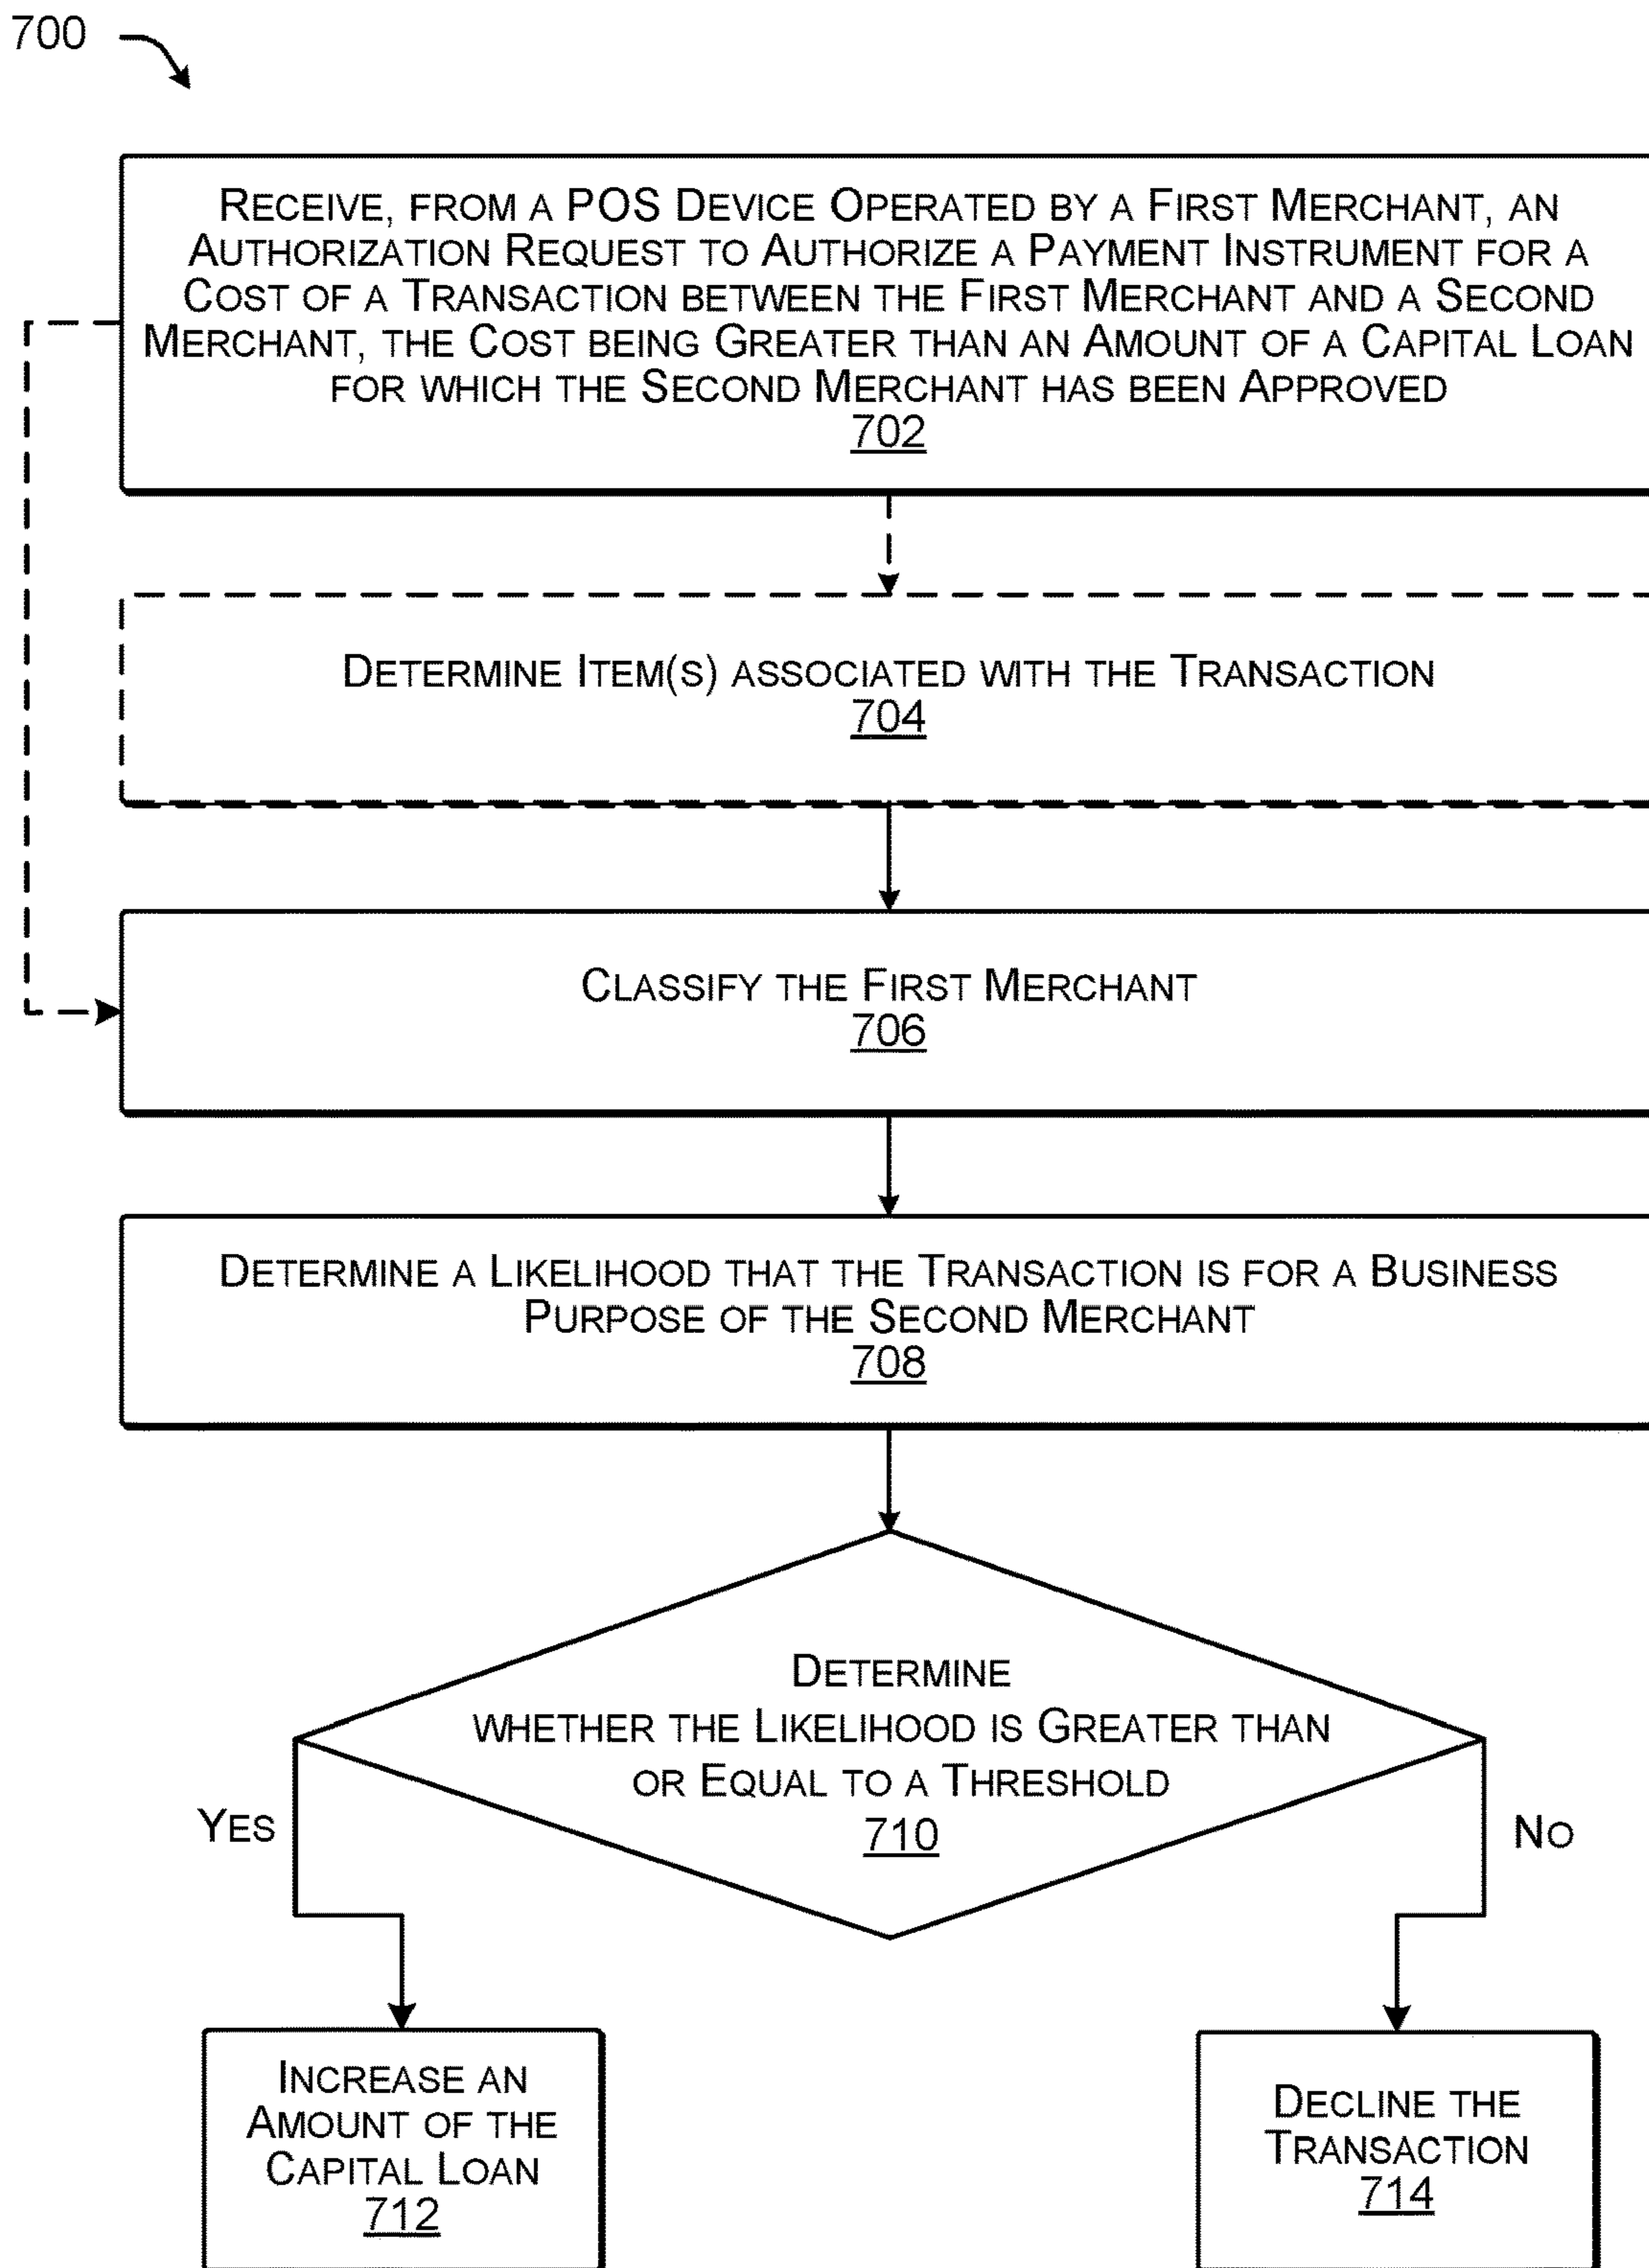 700
RECEIVE, FROM A POS DEVICE OPERATED BY A FIRST MERCHANT, AN
AUTHORIZATION REQUEST TO AUTHORIZE A PAYMENT INSTRUMENT FOR A
COST OF A TRANSACTION BETWEEN THE FIRST MERCHANT AND A SECOND
MERCHANT, THE COST BEING GREATER THAN AN AMOUNT OF A CAPITAL LOAN
FOR WHICH THE SECOND MERCHANT HAS BEEN APPROVED
702
DETERMINE ITEM(S) ASSOCIATED WITH THE TRANSACTION
704
CLASSIFY THE FIRST MERCHANT
706
DETERMINE A LIKELIHOOD THAT THE TRANSACTION IS FOR A BUSINESS
PURPOSE OF THE SECOND MERCHANT
708
DETERMINE
WHETHER THE LIKELIHOOD IS GREATER THAN
OR EQUAL TO A THRESHOLD
710
YES
NO
INCREASE AN
AMOUNT OF THE
CAPITAL LOAN
712
DECLINE THE
TRANSACTION
714